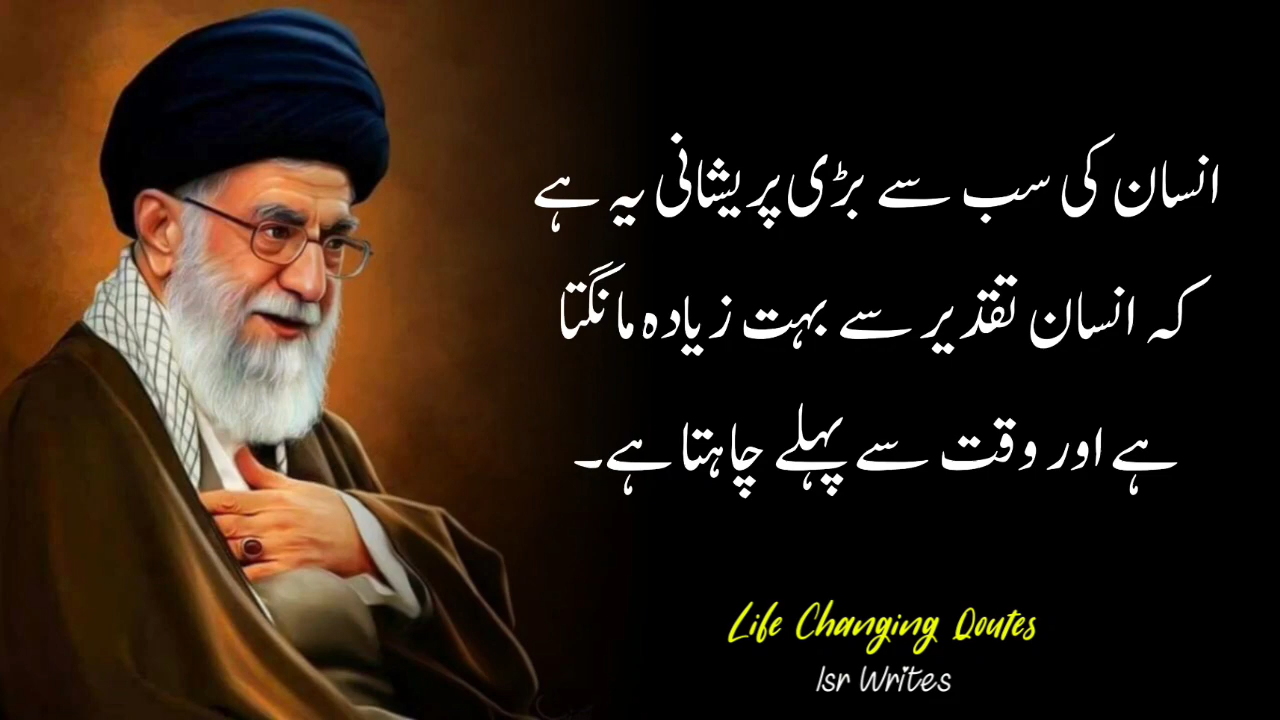 انسان کی سب سے بڑی پریشانی یہ ہے
کہ انسان تقدیر سے بہت زیادہ مانگتا
ہے اور وقت سے پہلے چاہتا ہے۔
Life Changing Qoutes
Isr Writes